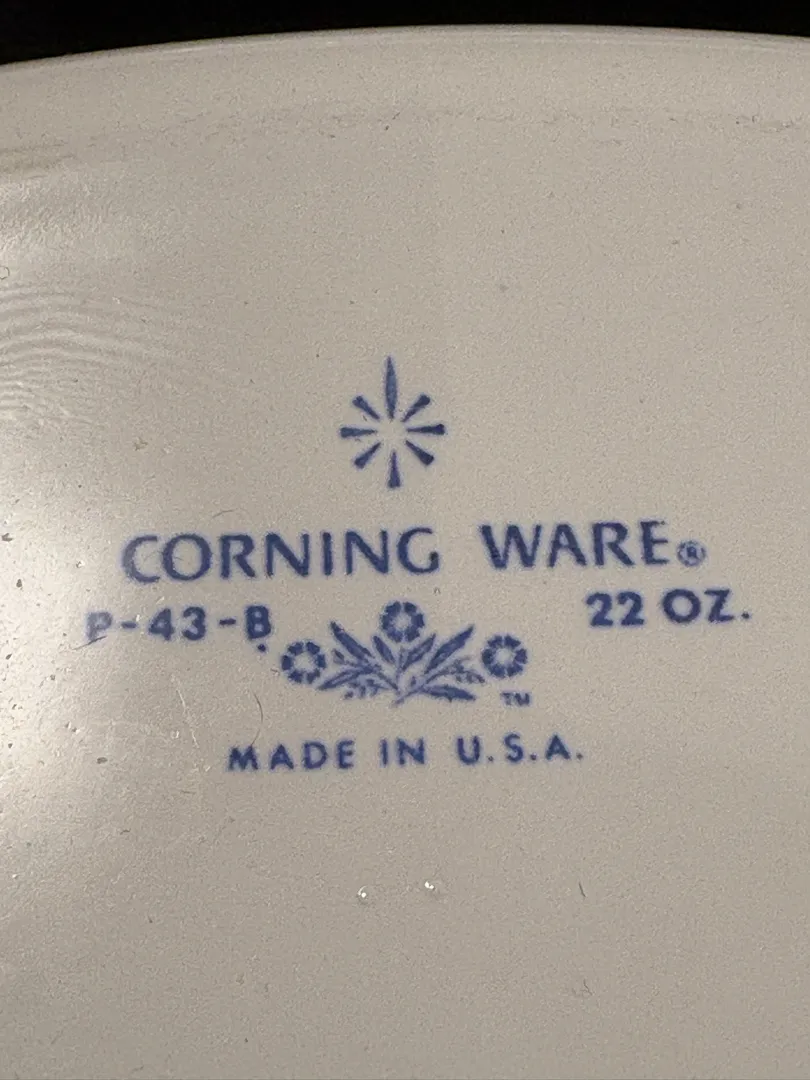 CORNING WARE®
P-43-B 22 OZ.
TM
MADE IN U.S.A.